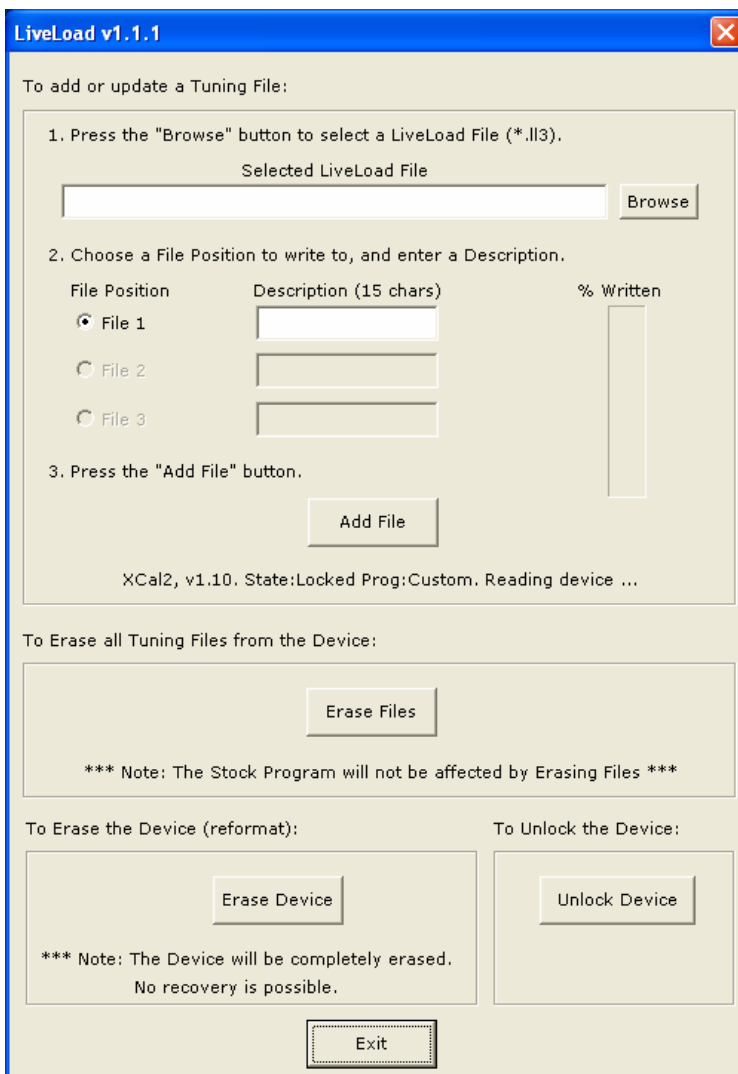 LiveLoad v1.1.1
To add or update a Tuning File:
1. Press the "Browse" button to select a LiveLoad File (*.ll3).
Selected LiveLoad File
Browse
2. Choose a File Position to write to, and enter a Description.
File Position Description (15 chars) % Written
File 1
File 2
File 3
3. Press the "Add File" button.
Add File
XCal2, v1.10. State:Locked Prog:Custom. Reading device ...
To Erase all Tuning Files from the Device:
Erase Files
*** Note: The Stock Program will not be affected by Erasing Files ***
To Erase the Device (reformat):
Erase Device
*** Note: The Device will be completely erased.
No recovery is possible.
To Unlock the Device:
Unlock Device
Exit